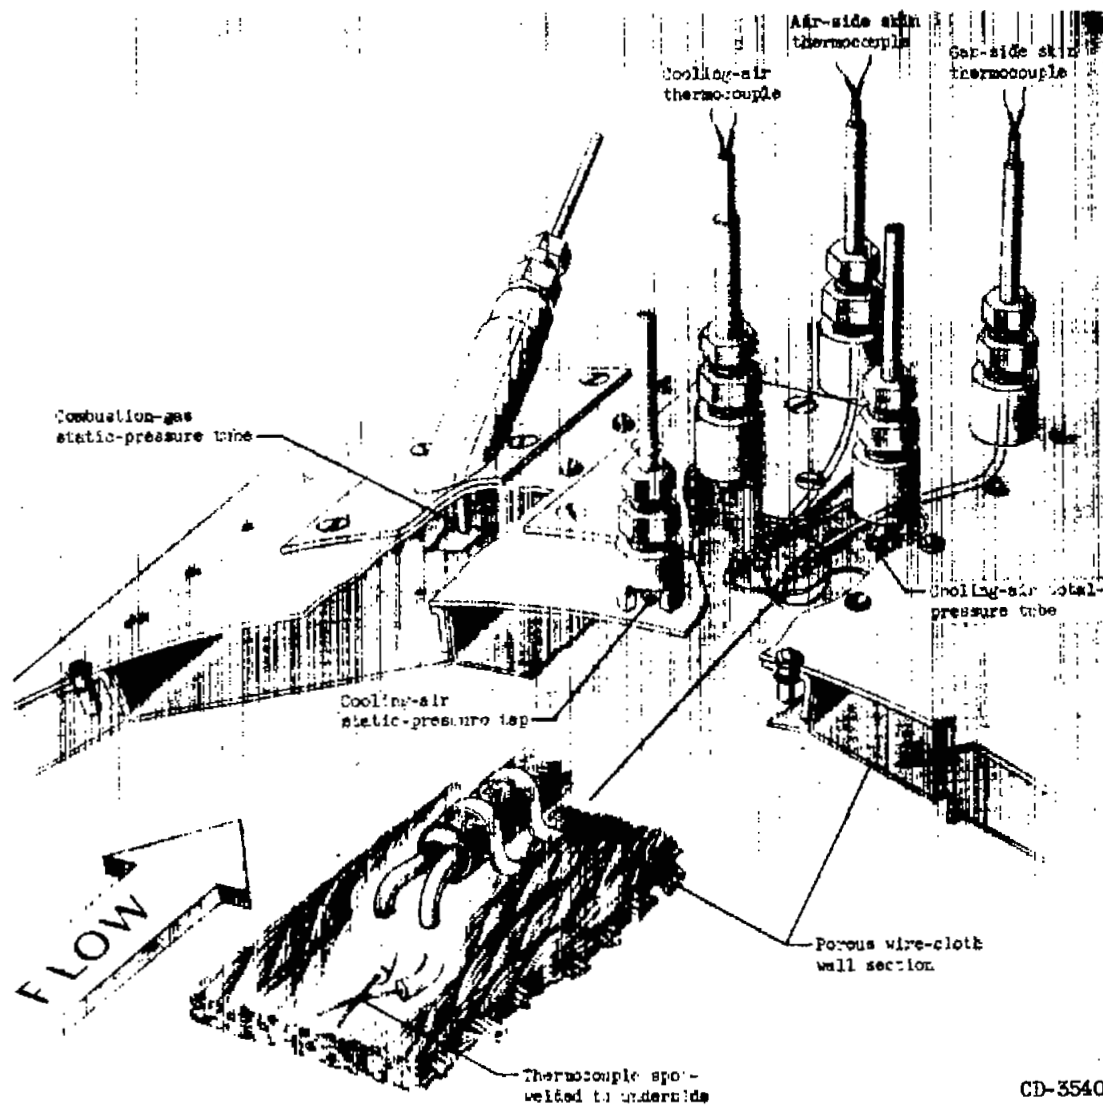 Air-side skin
thermocouple
Cooling-air
thermocouple
Gas-side skin
thermocouple
Combustion-gas
static-pressure tube
Cooling-air total-
pressure tube
Cooling-air
static-pressure tap
FLOW
Porous wire-cloth
wall section
Thermocouple spot-
welded to underside
CD-3540